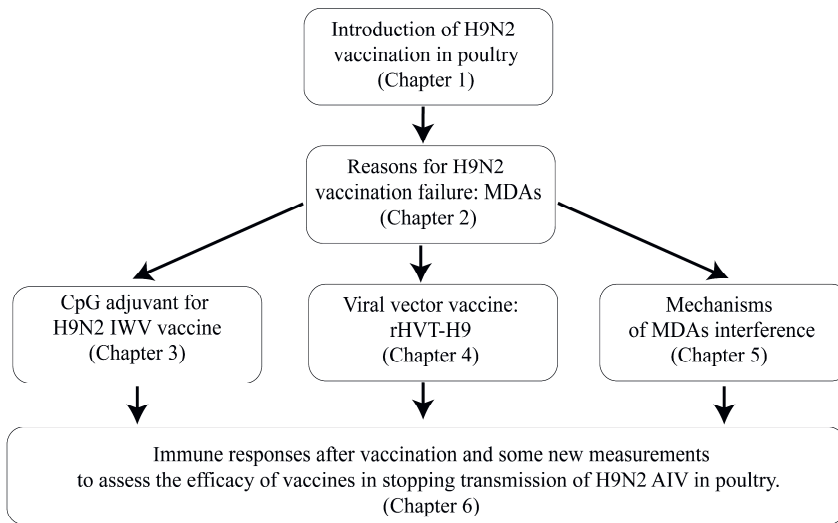 Introduction of H9N2
vaccination in poultry
(Chapter 1)
Reasons for H9N2
vaccination failure: MDAs
(Chapter 2)
CpG adjuvant for
H9N2 IWV vaccine
(Chapter 3)
Viral vector vaccine:
rHVT-H9
(Chapter 4)
Mechanisms
of MDAs interference
(Chapter 5)
Immune responses after vaccination and some new measurements
to assess the efficacy of vaccines in stopping transmission of H9N2 AIV in poultry.
(Chapter 6)